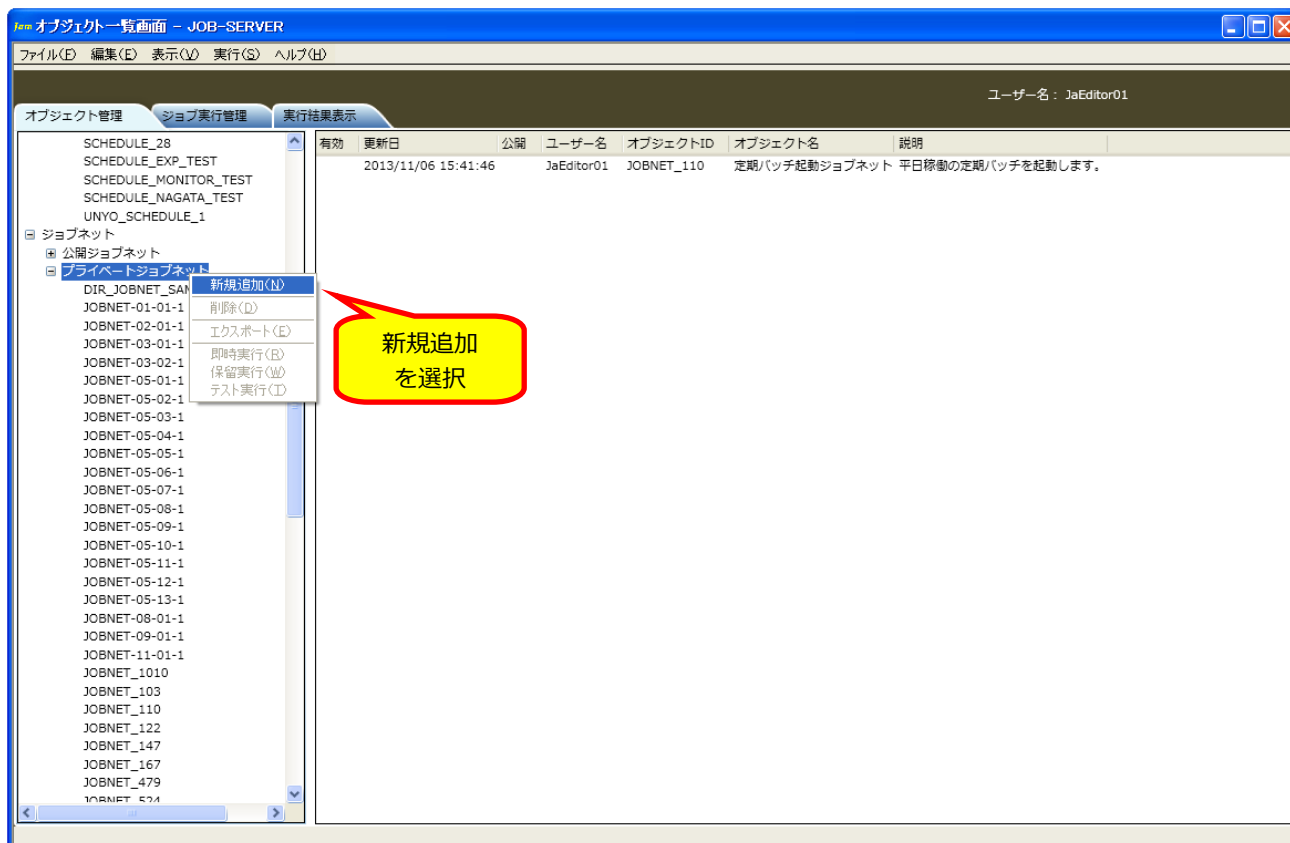 Jam オブジェクト一覧画面 - JOB-SERVER
ファイル(F) 編集(E) 表示(V) 実行(S) ヘルプ(H)
ユーザー名 : JaEditor01
オブジェクト管理 ジョブ実行管理 実行結果表示
有効 更新日 公開 ユーザー名 オブジェクトID オブジェクト名 説明
2013/11/06 15:41:46 JaEditor01 JOBNET_110 定期バッチ起動ジョブネット 平日稼働の定期バッチを起動します。
SCHEDULE_28
SCHEDULE_EXP_TEST
SCHEDULE_MONITOR_TEST
SCHEDULE_NAGATA_TEST
UNYO_SCHEDULE_1
ジョブネット
公開ジョブネット
プライベートジョブネット
新規追加(N)
削除(D)
エクスポート(E)
即時実行(R)
保留実行(W)
テスト実行(T)
新規追加
を選択
DIR_JOBNET_SAM
JOBNET-01-01-1
JOBNET-02-01-1
JOBNET-03-01-1
JOBNET-03-02-1
JOBNET-05-01-1
JOBNET-05-02-1
JOBNET-05-03-1
JOBNET-05-04-1
JOBNET-05-05-1
JOBNET-05-06-1
JOBNET-05-07-1
JOBNET-05-08-1
JOBNET-05-09-1
JOBNET-05-10-1
JOBNET-05-11-1
JOBNET-05-12-1
JOBNET-05-13-1
JOBNET-08-01-1
JOBNET-09-01-1
JOBNET-11-01-1
JOBNET_1010
JOBNET_103
JOBNET_110
JOBNET_122
JOBNET_147
JOBNET_167
JOBNET_479
JOBNET_524